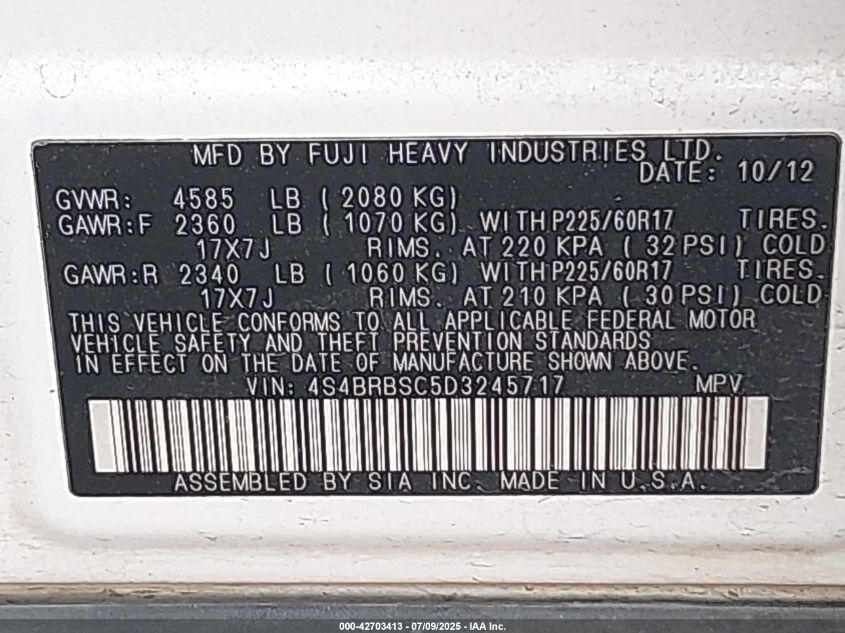 MFD BY FUJI HEAVY INDUSTRIES LTD.
DATE: 10/12
GVWR: 4585 LB ( 2080 KG)
GAWR:F 2360 LB ( 1070 KG) WITH P225/60R17 TIRES.
17X7J RIMS. AT 220 KPA ( 32 PSI) COLD
GAWR:R 2340 LB ( 1060 KG) WITH P225/60R17 TIRES.
17X7J RIMS. AT 210 KPA ( 30 PSI) COLD
THIS VEHICLE CONFORMS TO ALL APPLICABLE FEDERAL MOTOR
VEHICLE SAFETY AND THEFT PREVENTION STANDARDS
IN EFFECT ON THE DATE OF MANUFACTURE SHOWN ABOVE.
VIN: 4S4BRBSC5D3245717 MPV
ASSEMBLED BY SIA INC. MADE IN U.S.A.
000-42703413 - 07/09/2025 - IAA Inc.